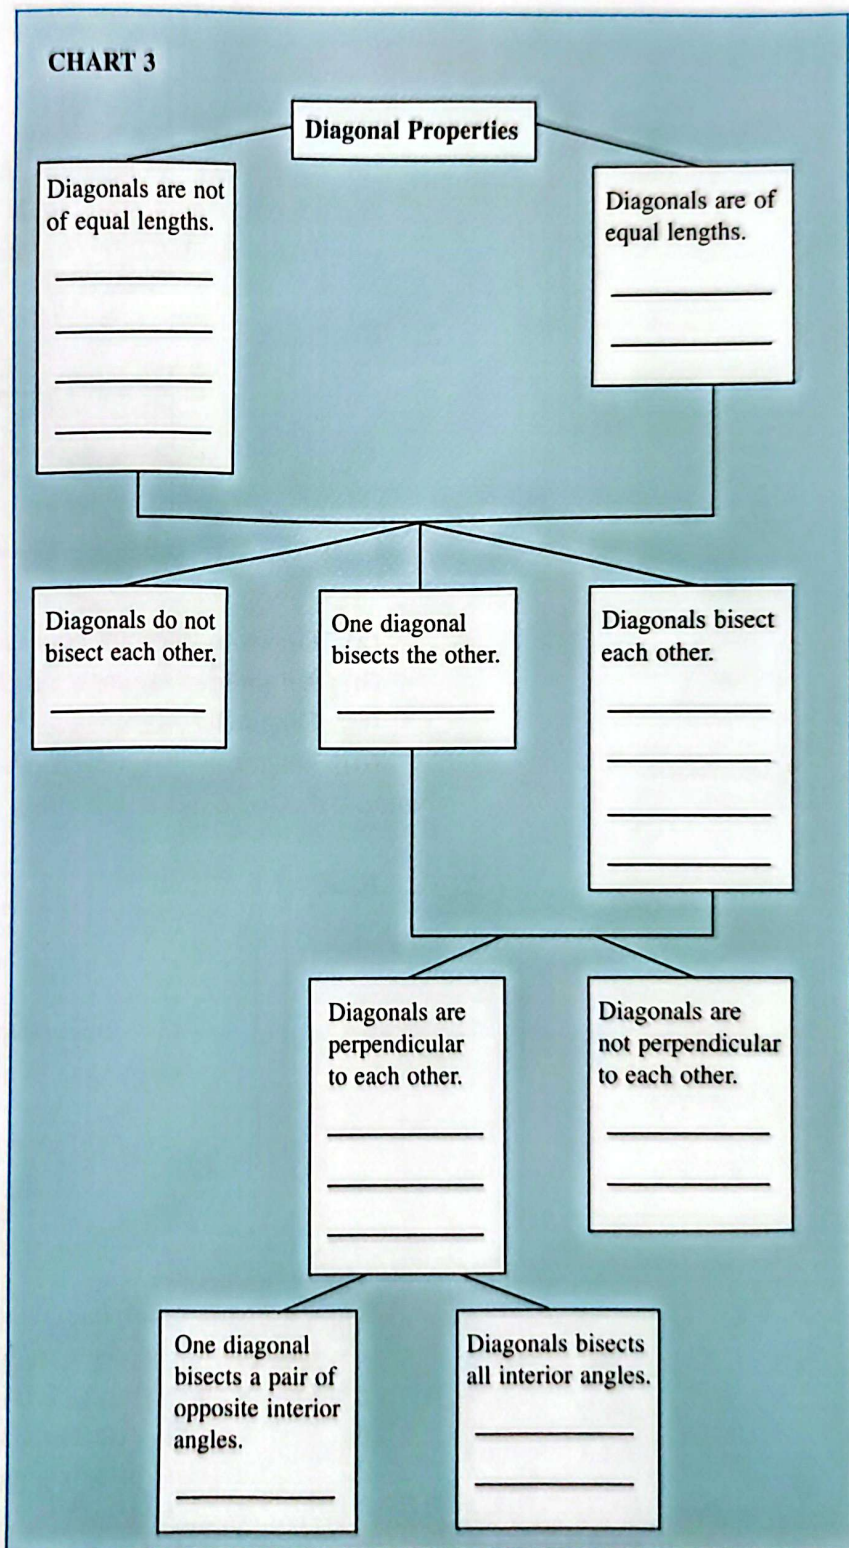 CHART 3
Diagonal Properties
Diagonals are not
of equal lengths.
Diagonals are of
equal lengths.
Diagonals do not
bisect each other.
One diagonal
bisects the other.
Diagonals bisect
each other.
Diagonals are
perpendicular
to each other.
Diagonals are
not perpendicular
to each other.
One diagonal
bisects a pair of
opposite interior
angles.
Diagonals bisects
all interior angles.